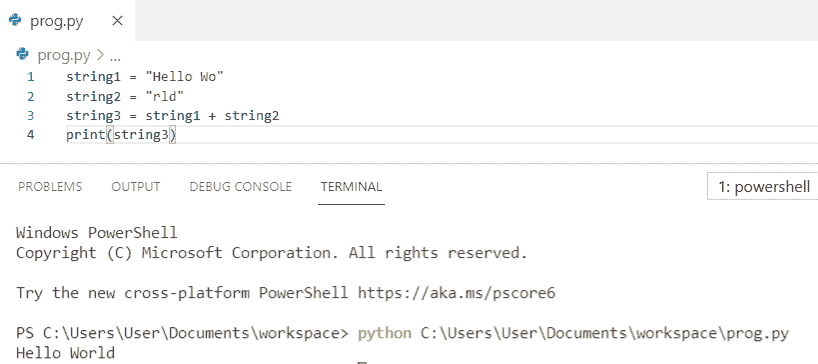 prog.py ×
prog.py > ...
1 string1 = "Hello Wo"
2 string2 = "rld"
3 string3 = string1 + string2
4 print(string3)
PROBLEMS OUTPUT DEBUG CONSOLE TERMINAL 1: powershell
Windows PowerShell
Copyright (C) Microsoft Corporation. All rights reserved.
Try the new cross-platform PowerShell https://aka.ms/pscore6
PS C:\Users\User\Documents\workspace> python C:\Users\User\Documents\workspace\prog.py
Hello World